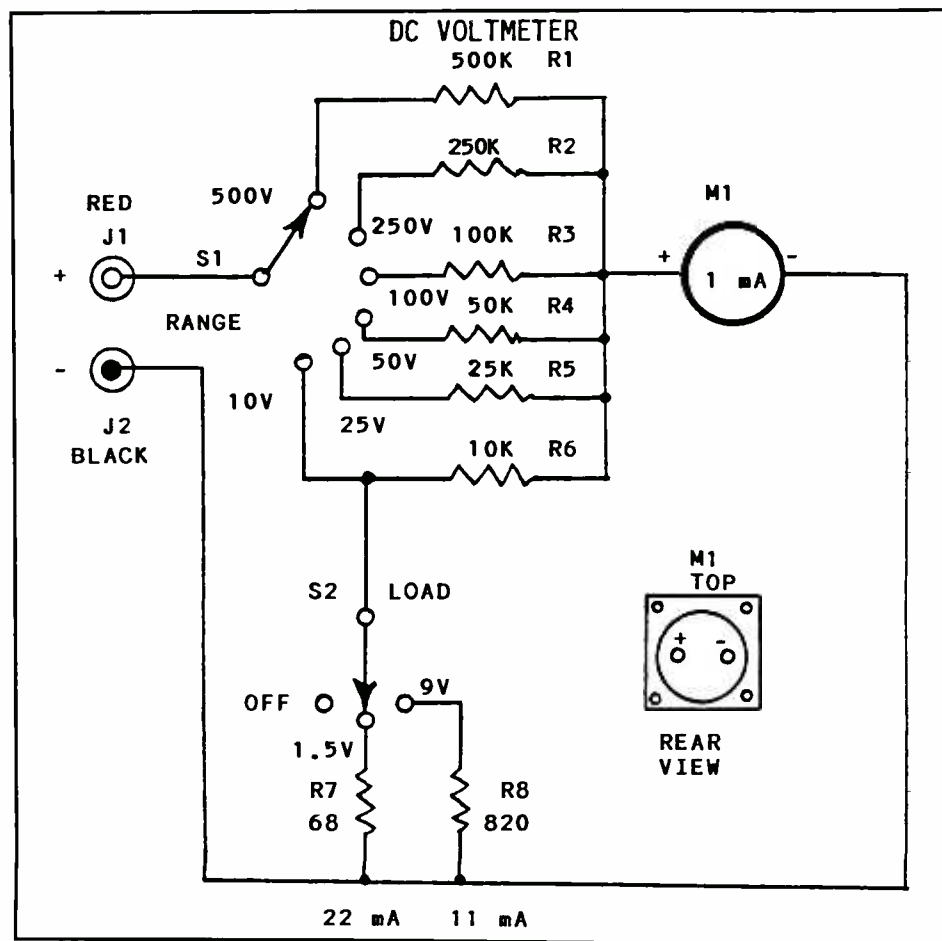 DC VOLTMETER
500K R1
250K R2
500V
RED
M1
J1
250V
100K R3
+
S1
+ -
1 mA
100V
RANGE
50K R4
-
50V
25K R5
10V
25V
J2
BLACK
10K R6
M1
TOP
S2 LOAD
+ -
9V
OFF
1.5V
REAR
VIEW
R7
68
R8
820
22 mA 11 mA